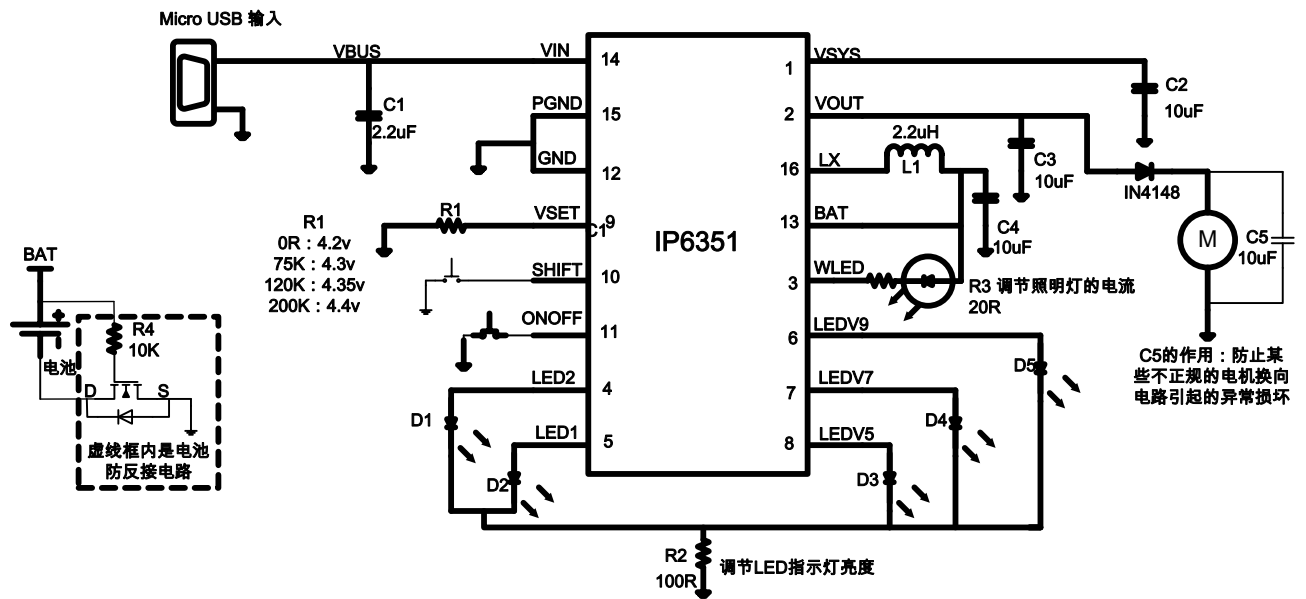 Micro USB 输入
VBUS
VIN
14
C1
2.2uF
PGND
15
GND
12
R1
VSET
C1
9
R1
0R : 4.2v
75K : 4.3v
120K : 4.35v
200K : 4.4v
SHIFT
10
ONOFF
11
LED2
4
D1
LED1
5
D2
IP6351
1
VSYS
C2
10uF
2
VOUT
2.2uH
C3
10uF
IN4148
16
LX
L1
13
BAT
C4
10uF
M
C5
10uF
3
WLED
R3 调节照明灯的电流
20R
6
LEDV9
D5
7
LEDV7
D4
8
LEDV5
D3
C5的作用：防止某
些不正规的电机换向
电路引起的异常损坏
BAT
+
-
电池
R4
10K
D
S
虚线框内是电池
防反接电路
R2
100R
调节LED指示灯亮度